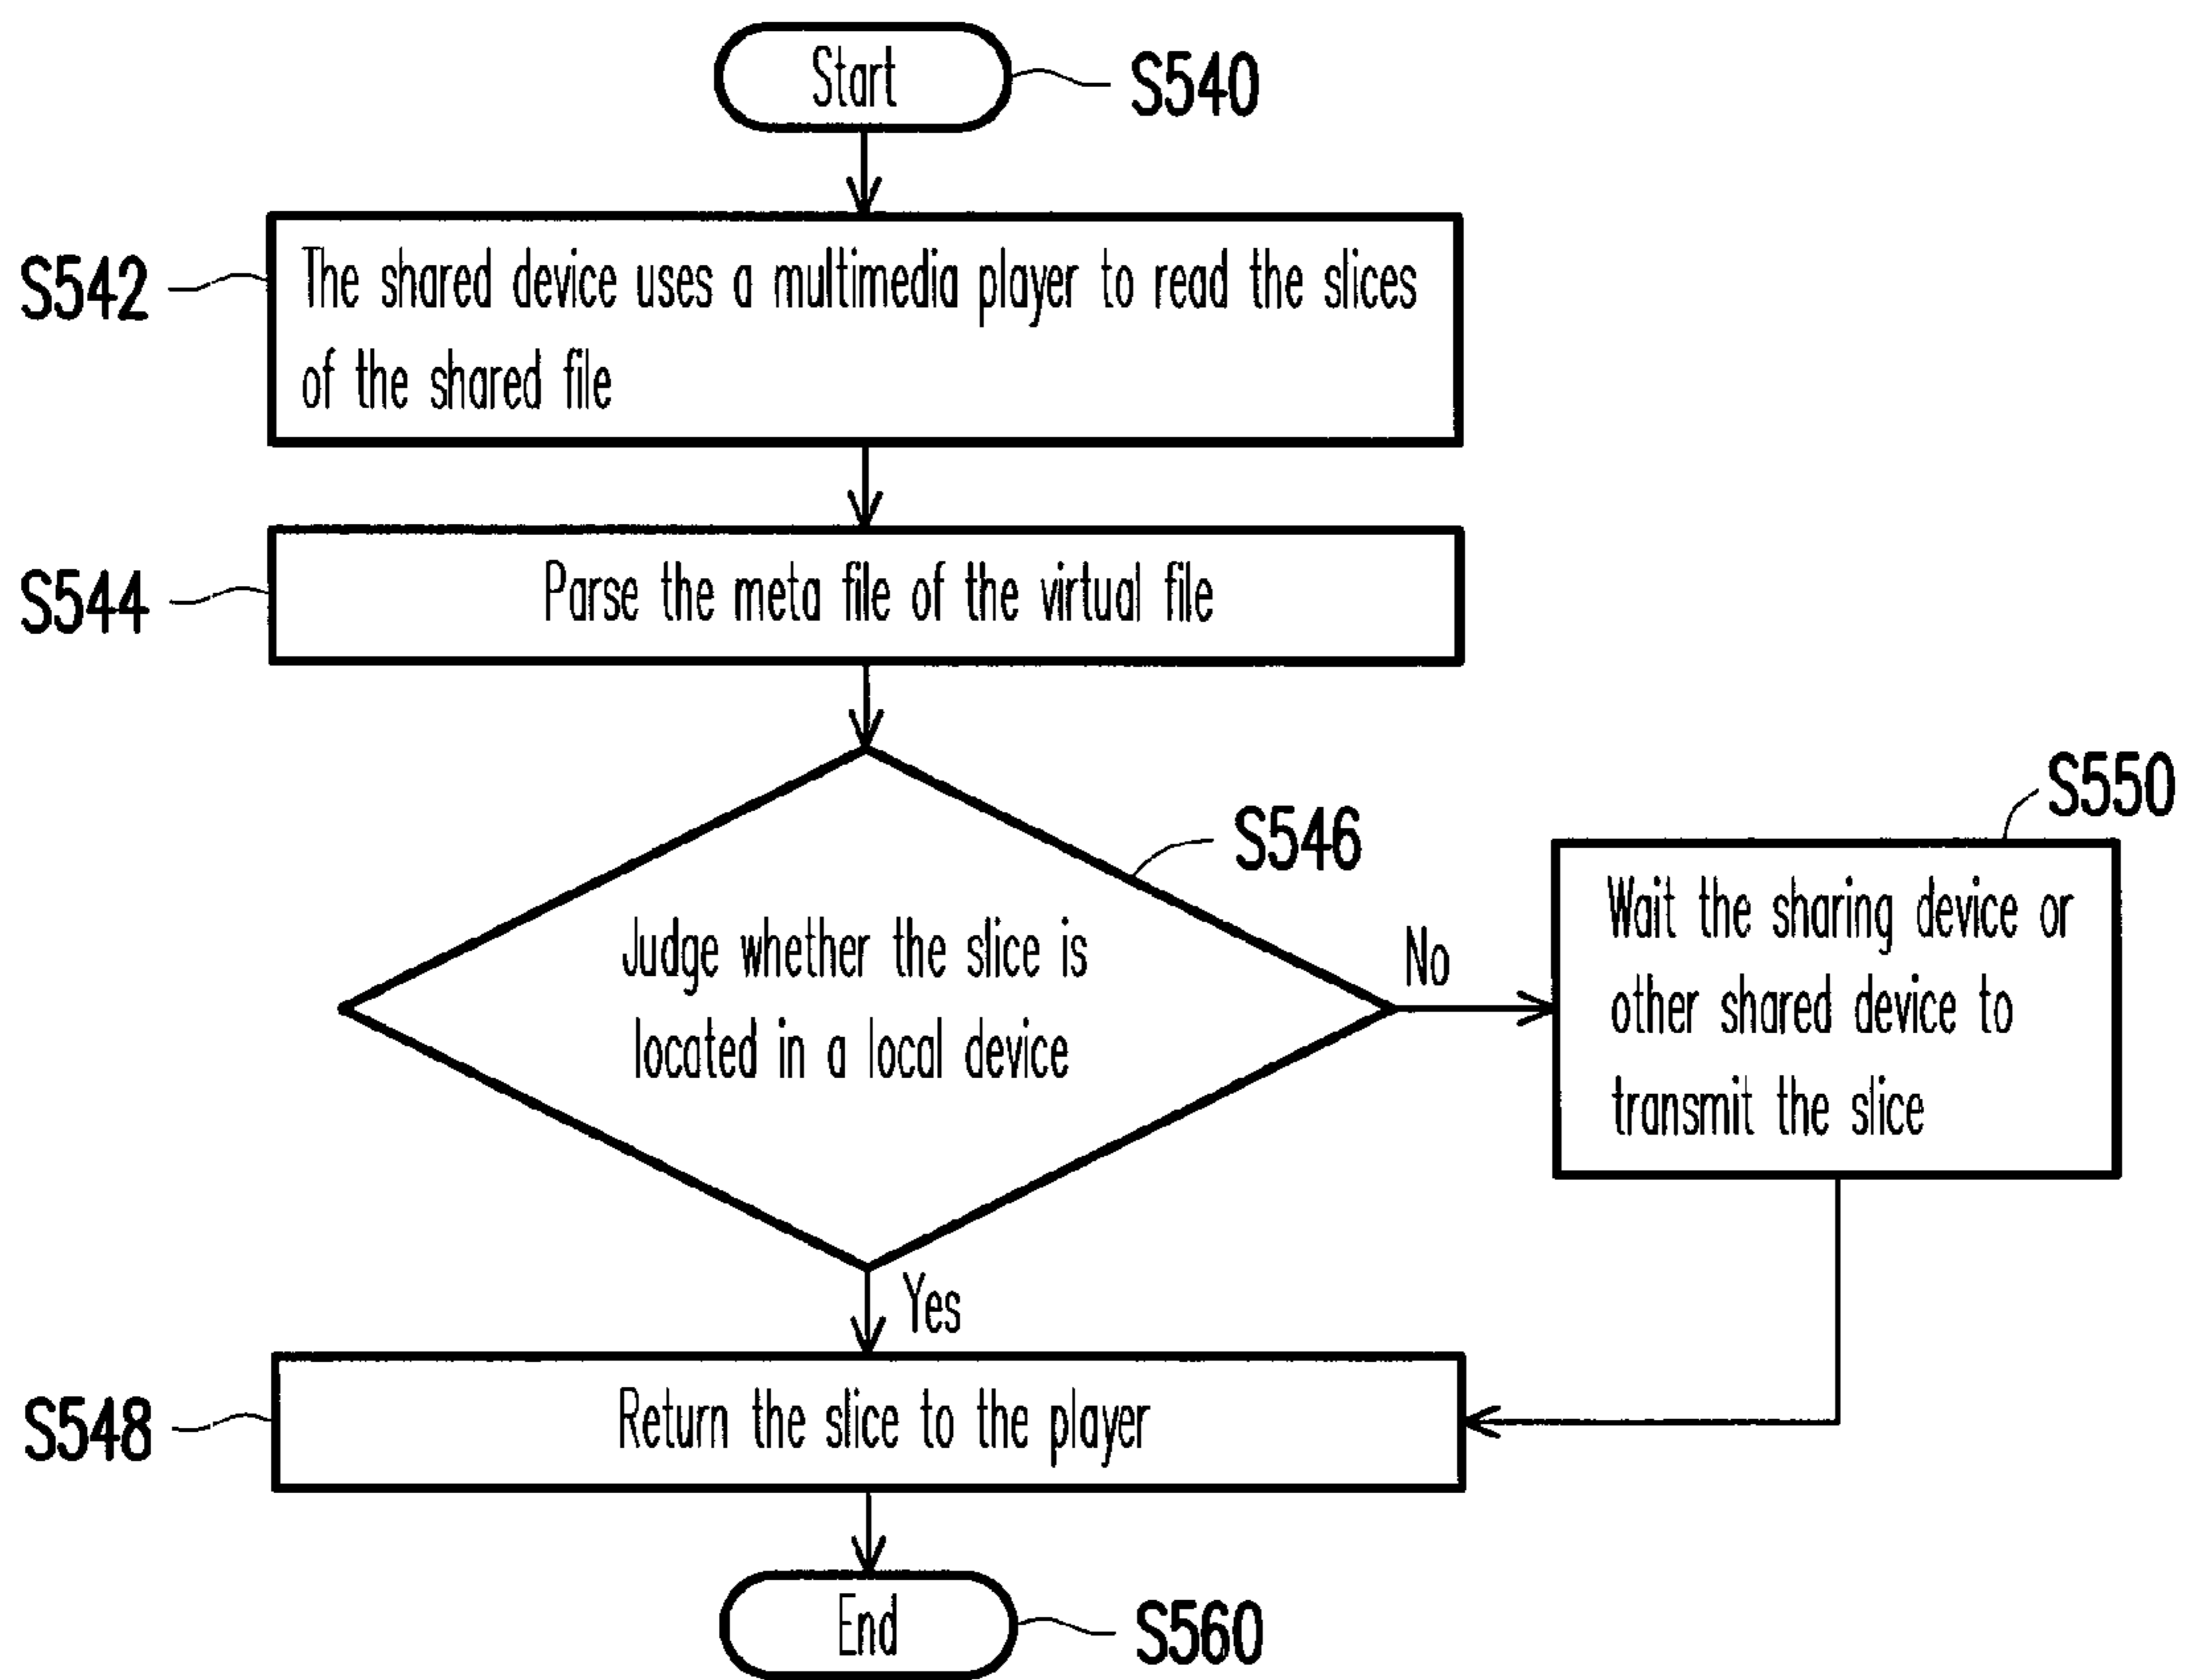 Start
S540
S542
The shared device uses a multimedia player to read the slices
of the shared file
S544
Parse the meta file of the virtual file
S546
Judge whether the slice is
located in a local device
No
S550
Wait the sharing device or
other shared device to
transmit the slice
Yes
S548
Return the slice to the player
End
S560